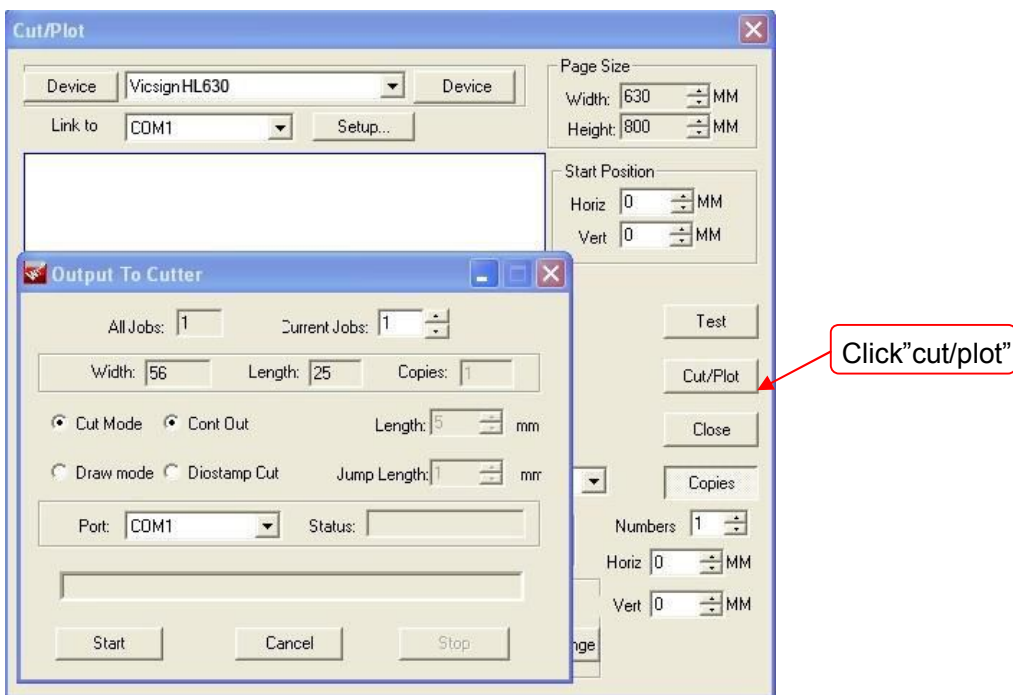 Cut/Plot
Device Vicsign HL630 Device
Link to COM1 Setup...
Page Size
Width: 630 MM
Height: 800 MM
Start Position
Horiz 0 MM
Vert 0 MM
Output To Cutter
All Jobs: 1 Current Jobs: 1
Width: 56 Length: 25 Copies: 1
Cut Mode Cont Out Length: 5 mm
Draw mode Diostamp Cut Jump Length: 1
Port: COM1 Status:
Start Cancel Stop
Test
Cut/Plot
Close
Copies
Numbers 1
Horiz 0 MM
Vert 0 MM
nge
Click”cut/plot”